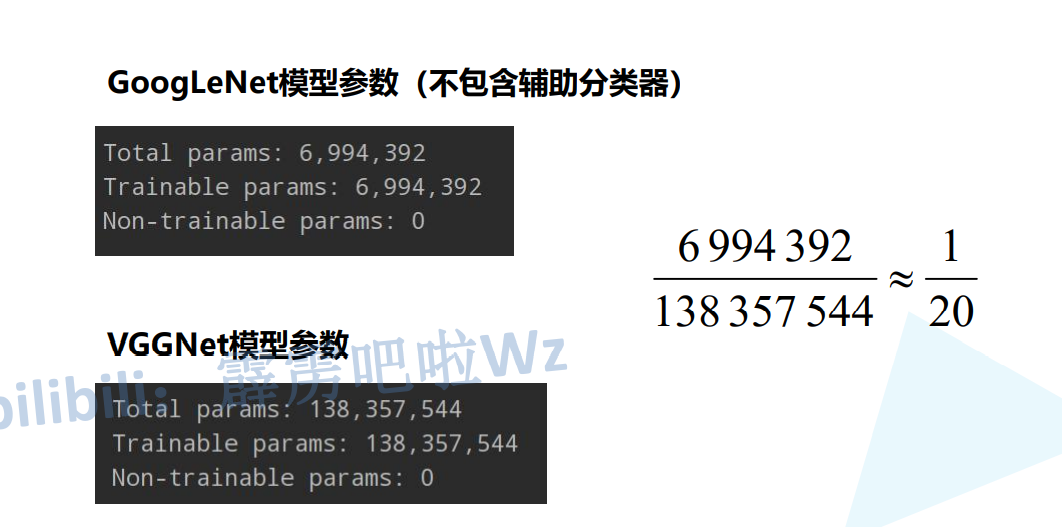 GoogLeNet模型参数（不包含辅助分类器）
Total params: 6,994,392
Trainable params: 6,994,392
Non-trainable params: 0
6 994 392
138 357 544
≈
1
20
VGGNet模型参数
bilibili：霹雳吧啦Wz
Total params: 138,357,544
Trainable params: 138,357,544
Non-trainable params: 0